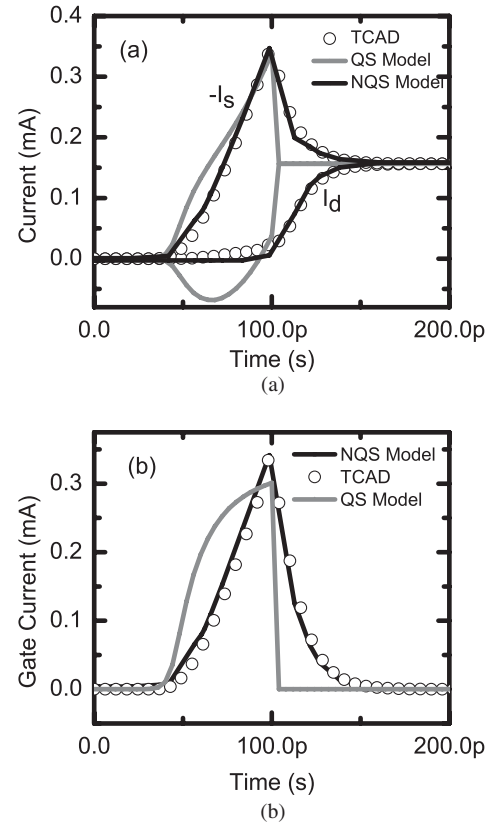 0.4
(a)
TCAD
QS Model
NQS Model
0.3
-Is
0.2
Current (mA)
0.1
Id
0.0
0.0 100.0p 200.0p
Time (s)
(a)
(b)
NQS Model
TCAD
QS Model
0.3
0.2
Gate Current (mA)
0.1
0.0
0.0 100.0p 200.0p
Time (s)
(b)